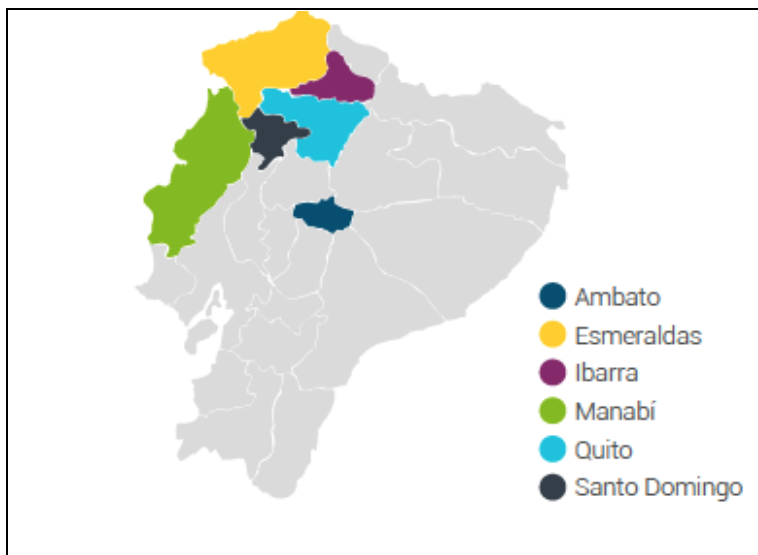 Ambato
Esmeraldas
Ibarra
Manabí
Quito
Santo Domingo